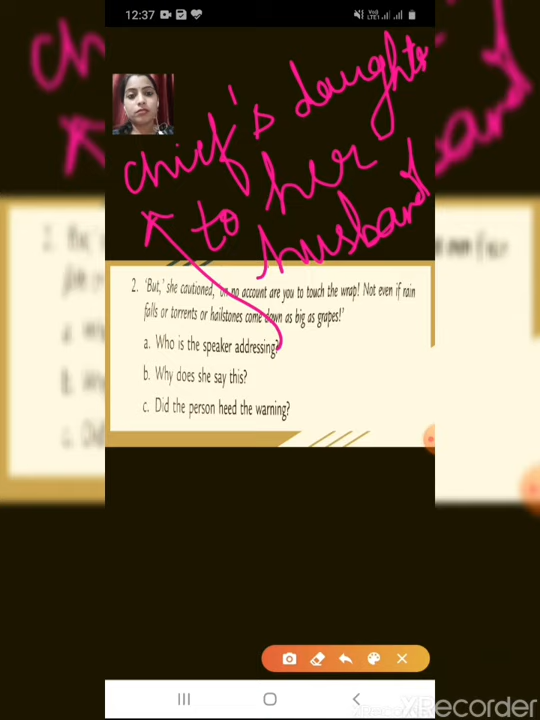 12:37
Vo) LTE
chief's daughter
to her
husband
2. 'But,' she cautioned, 'on no account are you to touch the wrap! Not even if rain
falls or torrents or hailstones come down as big as grapes!'
a. Who is the speaker addressing?
b. Why does she say this?
c. Did the person heed the warning?
XRecorder